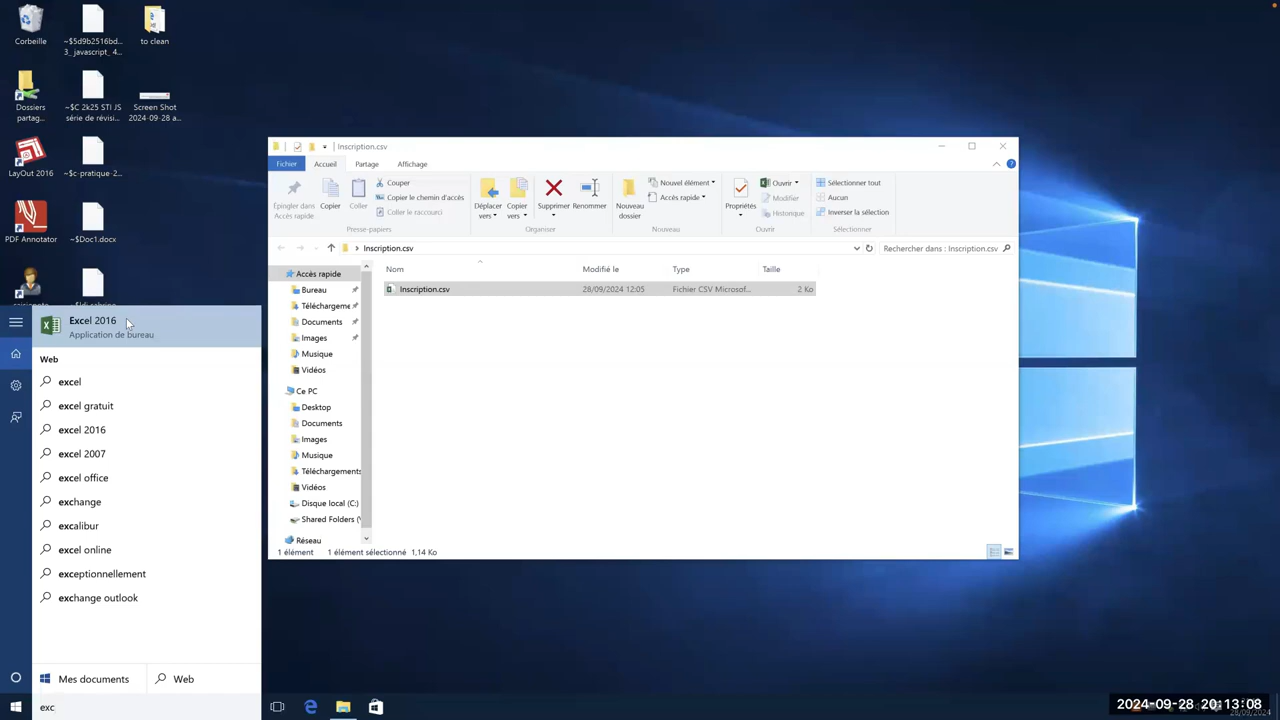 Corbeille
~$5d9b2516bd...
3_ javascript_ 4...
to clean
Dossiers
partag...
~$C 2k25 STI JS
série de révisi...
Screen Shot
2024-09-28 a...
LayOut 2016
~$c-pratique-2...
PDF Annotator
~$Doc1.docx
Inscription.csv
Fichier
Accueil
Partage
Affichage
Épingler dans
Accès rapide
Copier
Coller
Couper
Copier le chemin d'accès
Coller le raccourci
Presse-papiers
Déplacer
vers
Copier
vers
Supprimer
Renommer
Organiser
Nouveau
dossier
Nouvel élément
Accès rapide
Nouveau
Propriétés
Ouvrir
Modifier
Historique
Ouvrir
Sélectionner tout
Aucun
Inverser la sélection
Sélectionner
Inscription.csv
Rechercher dans : Inscription.csv
Accès rapide
Bureau
Téléchargeme
Documents
Images
Musique
Vidéos
Ce PC
Desktop
Documents
Images
Musique
Téléchargements
Vidéos
Disque local (C:)
Shared Folders (\
Réseau
Nom
Modifié le
Type
Taille
Inscription.csv
28/09/2024 12:05
Fichier CSV Microsof...
2 Ko
1 élément
1 élément sélectionné 1,14 Ko
Excel 2016
Application de bureau
Web
excel
excel gratuit
excel 2016
excel 2007
excel office
exchange
excalibur
excel online
exceptionnellement
exchange outlook
Mes documents
Web
exc
2024-09-28 20:13:08
28/09/2024